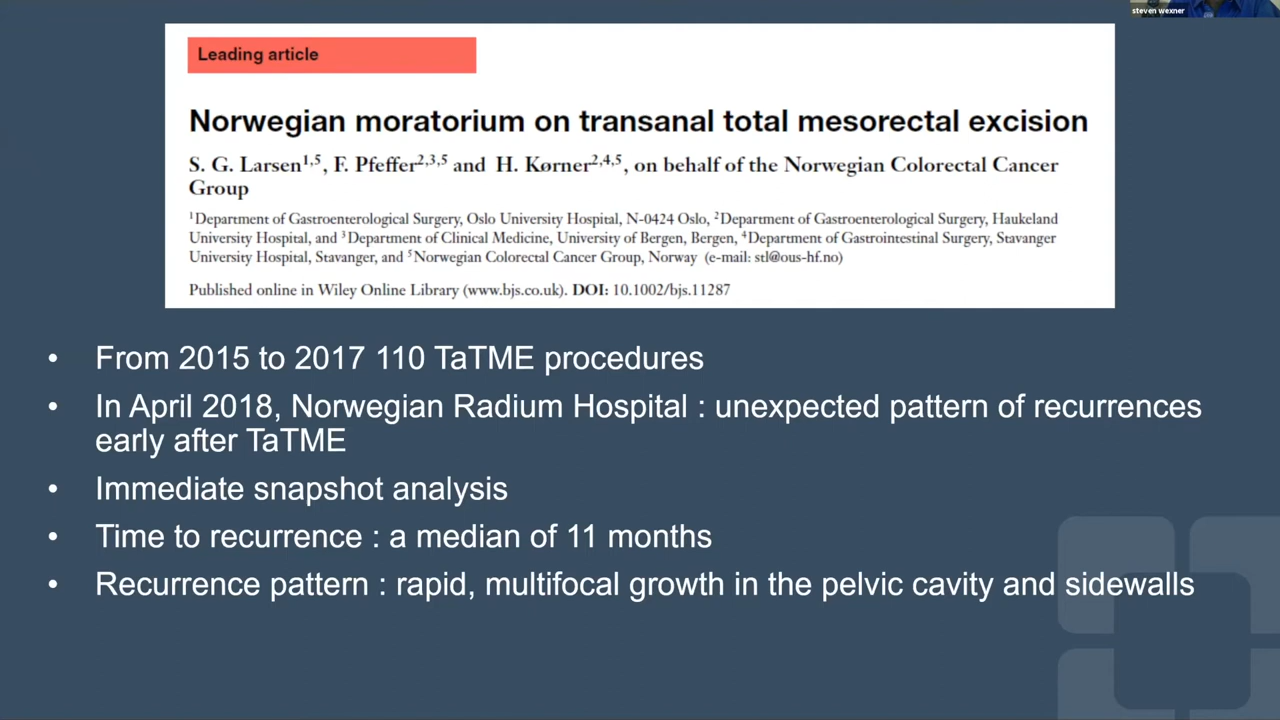 steven wexner
Leading article
Norwegian moratorium on transanal total mesorectal excision
S. G. Larsen1,5, F. Pfeffer2,3,5 and H. Kørner2,4,5, on behalf of the Norwegian Colorectal Cancer
Group
1Department of Gastroenterological Surgery, Oslo University Hospital, N-0424 Oslo, 2Department of Gastroenterological Surgery, Haukeland
University Hospital, and 3Department of Clinical Medicine, University of Bergen, Bergen, 4Department of Gastrointestinal Surgery, Stavanger
University Hospital, Stavanger, and 5Norwegian Colorectal Cancer Group, Norway (e-mail: stl@ous-hf.no)
Published online in Wiley Online Library (www.bjs.co.uk). DOI: 10.1002/bjs.11287
• From 2015 to 2017 110 TaTME procedures
• In April 2018, Norwegian Radium Hospital : unexpected pattern of recurrences
early after TaTME
• Immediate snapshot analysis
• Time to recurrence : a median of 11 months
• Recurrence pattern : rapid, multifocal growth in the pelvic cavity and sidewalls